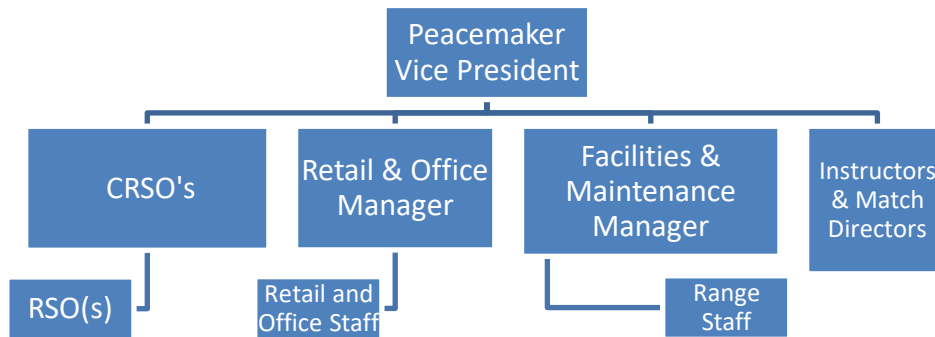 Peacemaker
Vice President
CRSO's
Retail & Office
Manager
Facilities &
Maintenance
Manager
Instructors
& Match
Directors
RSO(s)
Retail and
Office Staff
Range
Staff